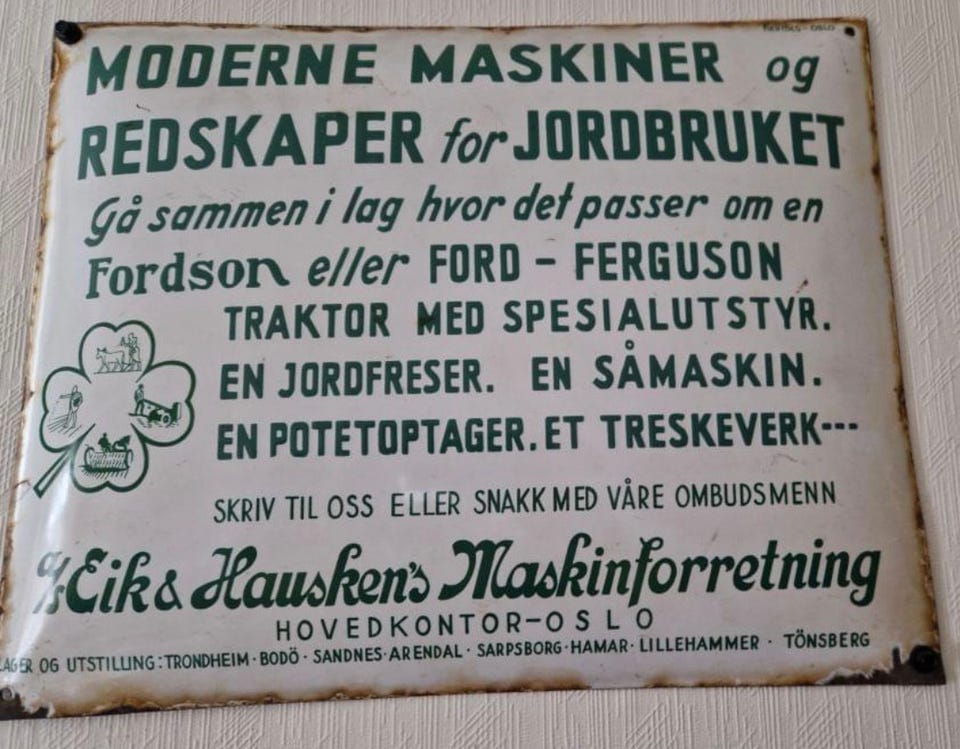 MODERNE MASKINER og
REDSKAPER for JORDBRUKET
Gå sammen i lag hvor det passer om en
Fordson eller FORD - FERGUSON
TRAKTOR MED SPESIALUTSTYR.
EN JORDFRESER. EN SÅMASKIN.
EN POTETOPTAGER. ET TRESKEVERK---
SKRIV TIL OSS ELLER SNAKK MED VÅRE OMBUDSMENN
a/s Eik & Hausken's Maskinforretning
HOVEDKONTOR-OSLO
LAGER OG UTSTILLING: TRONDHEIM · BODÖ · SANDNES · ARENDAL · SARPSBORG · HAMAR · LILLEHAMMER · TÖNSBERG